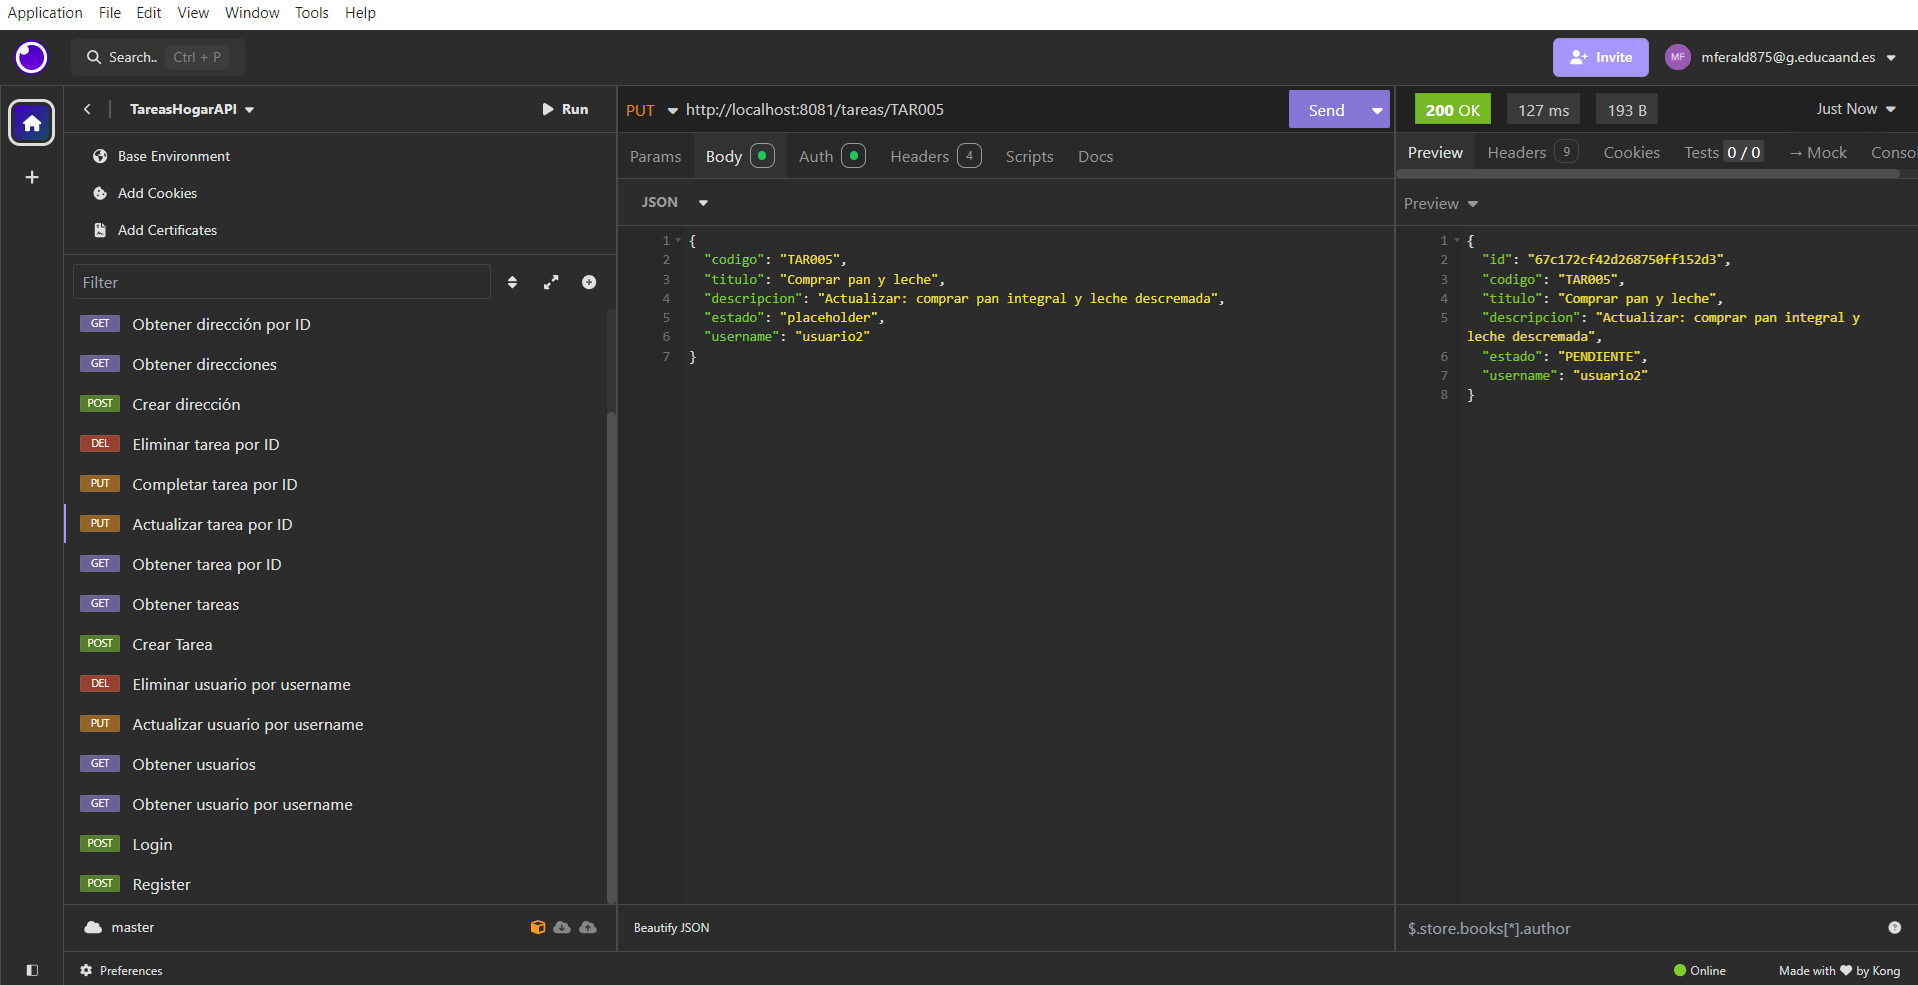 Application File Edit View Window Tools Help
Search.. Ctrl + P
Invite
MF mferald875@g.educaand.es
TareasHogarAPI
Run
Base Environment
Add Cookies
Add Certificates
Filter
GET Obtener dirección por ID
GET Obtener direcciones
POST Crear dirección
DEL Eliminar tarea por ID
PUT Completar tarea por ID
PUT Actualizar tarea por ID
GET Obtener tarea por ID
GET Obtener tareas
POST Crear Tarea
DEL Eliminar usuario por username
PUT Actualizar usuario por username
GET Obtener usuarios
GET Obtener usuario por username
POST Login
POST Register
master
Preferences
PUT http://localhost:8081/tareas/TAR005 Send
Params Body Auth Headers 4 Scripts Docs
JSON
1 {
2 "codigo": "TAR005",
3 "titulo": "Comprar pan y leche",
4 "descripcion": "Actualizar: comprar pan integral y leche descremada",
5 "estado": "placeholder",
6 "username": "usuario2"
7 }
Beautify JSON
200 OK 127 ms 193 B Just Now
Preview Headers 9 Cookies Tests 0 / 0 → Mock Conso
Preview
1 {
2 "id": "67c172cf42d268750ff152d3",
3 "codigo": "TAR005",
4 "titulo": "Comprar pan y leche",
5 "descripcion": "Actualizar: comprar pan integral y
leche descremada",
6 "estado": "PENDIENTE",
7 "username": "usuario2"
8 }
$.store.books[*].author
Online
Made with ♥ by Kong